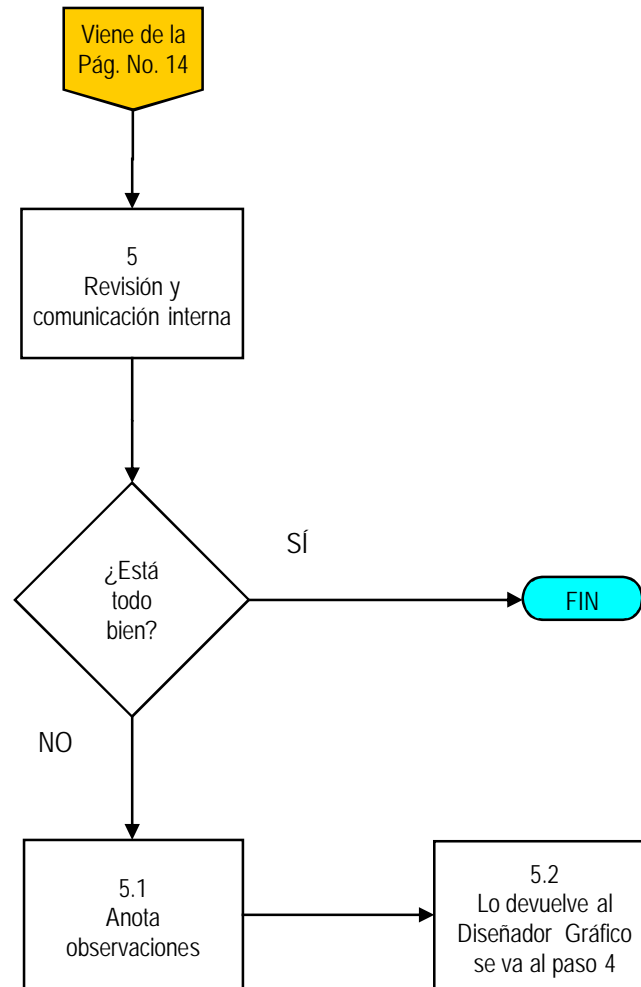 Viene de la
Pág. No. 14
5
Revisión y
comunicación interna
¿Está
todo
bien?
SÍ
FIN
NO
5.1
Anota
observaciones
5.2
Lo devuelve al
Diseñador Gráfico
se va al paso 4